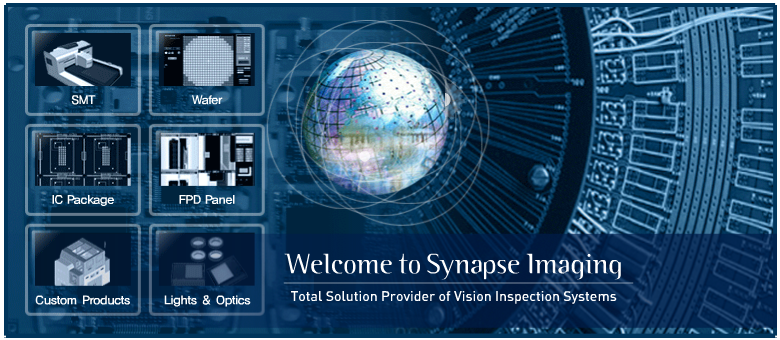 SMT
Wafer
IC Package
FPD Panel
Custom Products
Lights & Optics
Welcome to Synapse Imaging
Total Solution Provider of Vision Inspection Systems